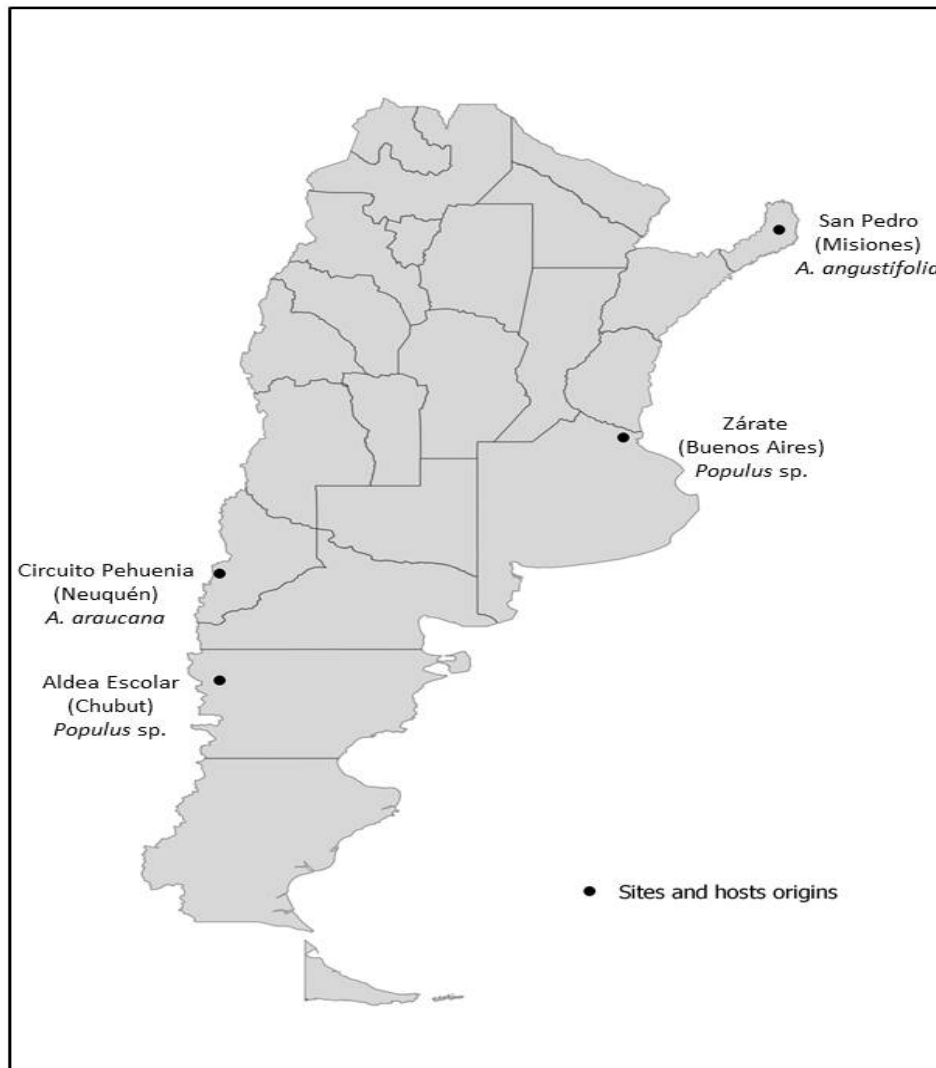 San Pedro
(Misiones)
A. angustifolia
Zárate
(Buenos Aires)
Populus sp.
Circuito Pehuenia
(Neuquén)
A. araucana
Aldea Escolar
(Chubut)
Populus sp.
Sites and hosts origins